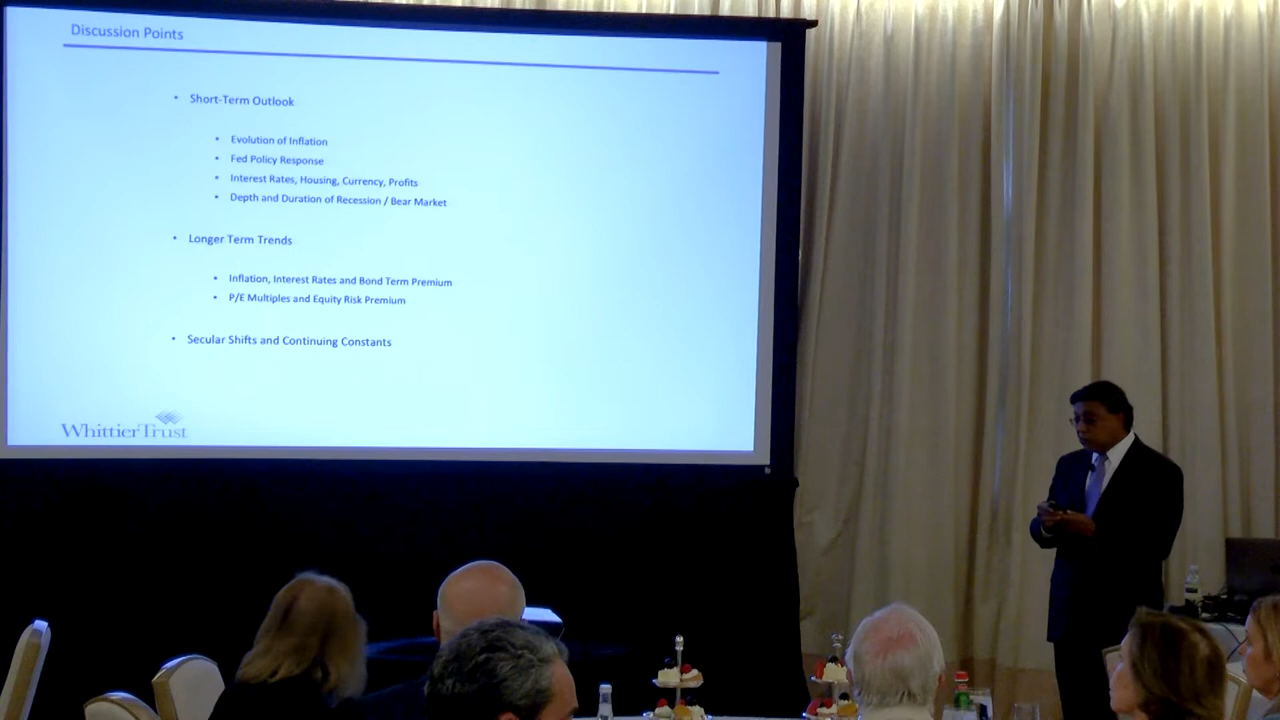 Discussion Points
• Short-Term Outlook
• Evolution of Inflation
• Fed Policy Response
• Interest Rates, Housing, Currency, Profits
• Depth and Duration of Recession / Bear Market
• Longer Term Trends
• Inflation, Interest Rates and Bond Term Premium
• P/E Multiples and Equity Risk Premium
• Secular Shifts and Continuing Constants
WhittierTrust